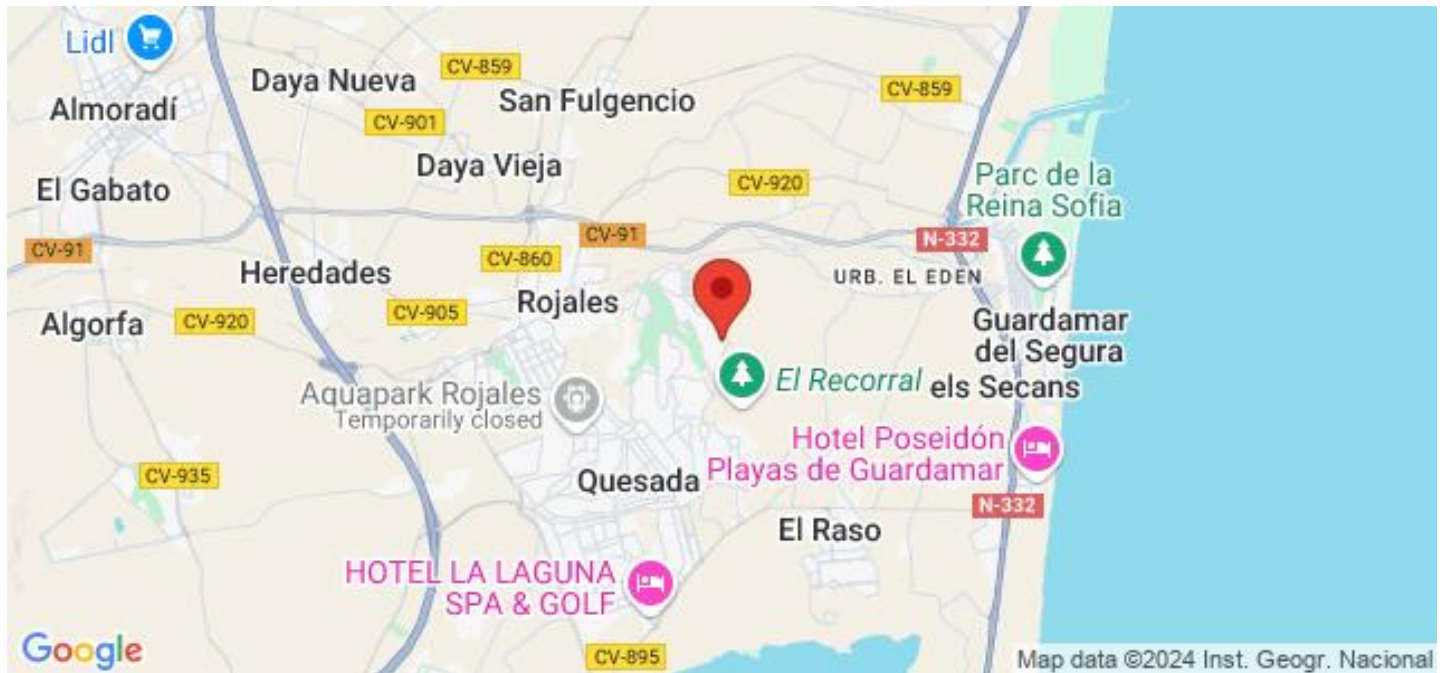 Lidl
Daya Nueva
CV-859
San Fulgencio
CV-859
Almoradí
CV-901
Daya Vieja
El Gabato
CV-920
Parc de la
Reina Sofia
CV-91
CV-860
CV-91
N-332
Heredades
URB. EL EDEN
Rojales
Algorfa
CV-920
CV-905
Guardamar
del Segura
Aquapark Rojales
Temporarily closed
El Recorral
els Secans
Hotel Poseidón
Playas de Guardamar
CV-935
Quesada
N-332
El Raso
HOTEL LA LAGUNA
SPA & GOLF
Google
CV-895
Map data ©2024 Inst. Geogr. Nacional